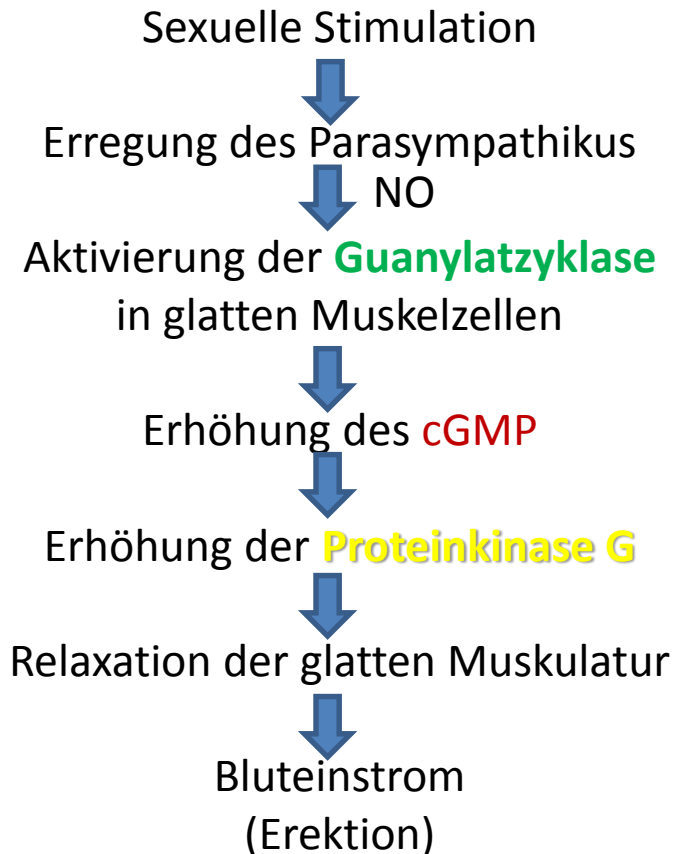 Sexuelle Stimulation
Erregung des Parasympathikus
NO
Aktivierung der Guanylatzyklase
in glatten Muskelzellen
Erhöhung des cGMP
Erhöhung der Proteinkinase G
Relaxation der glatten Muskulatur
Bluteinstrom
(Erektion)